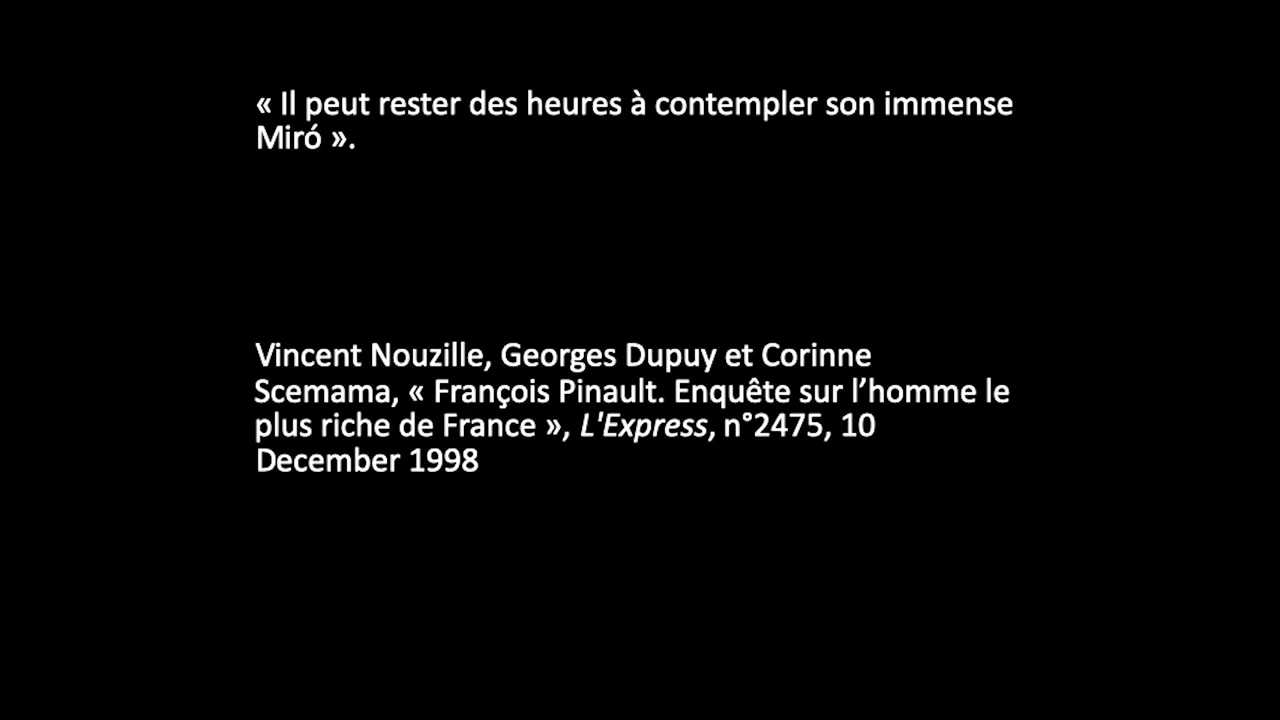 « Il peut rester des heures à contempler son immense
Miró ».
Vincent Nouzille, Georges Dupuy et Corinne
Scemama, « François Pinault. Enquête sur l’homme le
plus riche de France », L'Express, n°2475, 10
December 1998